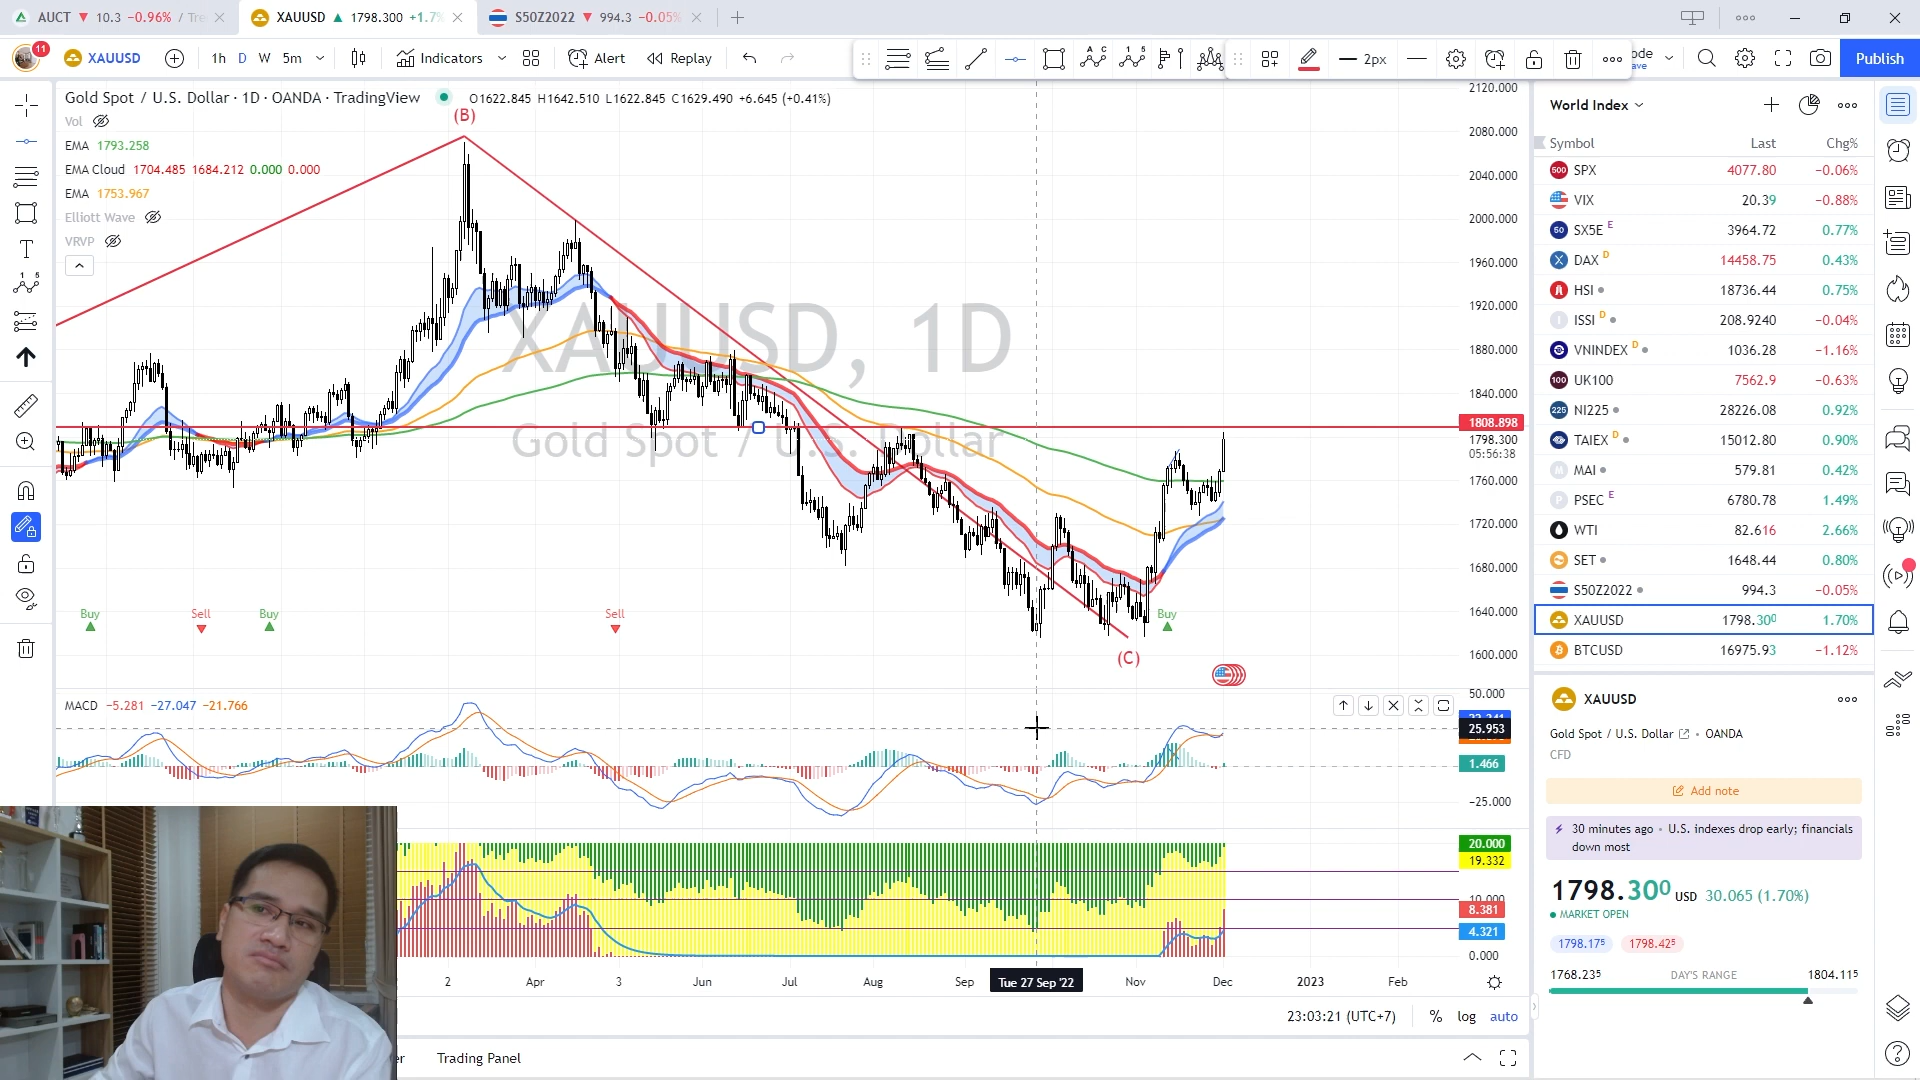 AUCT ▼ 10.3 −0.96% / Tre
XAUUSD ▲ 1798.300 +1.7%
S50Z2022 ▼ 994.3 −0.05%
11
XAUUSD
1h D W 5m
Indicators
Alert
Replay
A C
1 5
2px
ode
ave
Publish
Gold Spot / U.S. Dollar · 1D · OANDA · TradingView
O1622.845 H1642.510 L1622.845 C1629.490 +6.645 (+0.41%)
Vol
EMA 1793.258
EMA Cloud 1704.485 1684.212 0.000 0.000
EMA 1753.967
Elliott Wave
VRVP
(B)
(C)
XAUUSD, 1D
Gold Spot / U.S. Dollar
Buy
Sell
Buy
Sell
Buy
2120.000
2080.000
2040.000
2000.000
1960.000
1920.000
1880.000
1840.000
1808.898
1798.300
05:56:38
1760.000
1720.000
1680.000
1640.000
1600.000
MACD −5.281 −27.047 −21.766
50.000
25.953
1.466
−25.000
20.000
19.332
10.000
8.381
4.321
0.000
2 Apr 3 Jun Jul Aug Sep Tue 27 Sep '22 Nov Dec 2023 Feb
23:03:21 (UTC+7) % log auto
er Trading Panel
World Index
Symbol Last Chg%
SPX 4077.80 −0.06%
VIX 20.39 −0.88%
SX5E E 3964.72 0.77%
DAX D 14458.75 0.43%
HSI 18736.44 0.75%
ISSI D 208.9240 −0.04%
VNINDEX D 1036.28 −1.16%
UK100 7562.9 −0.63%
NI225 28226.08 0.92%
TAIEX D 15012.80 0.90%
MAI 579.81 0.42%
PSEC E 6780.78 1.49%
WTI 82.616 2.66%
SET 1648.44 0.80%
S50Z2022 994.3 −0.05%
XAUUSD 1798.300 1.70%
BTCUSD 16975.93 −1.12%
XAUUSD
Gold Spot / U.S. Dollar • OANDA
CFD
Add note
30 minutes ago • U.S. indexes drop early; financials
down most
1798.300 USD 30.065 (1.70%)
MARKET OPEN
1798.175 1798.425
1768.235 DAY'S RANGE 1804.115